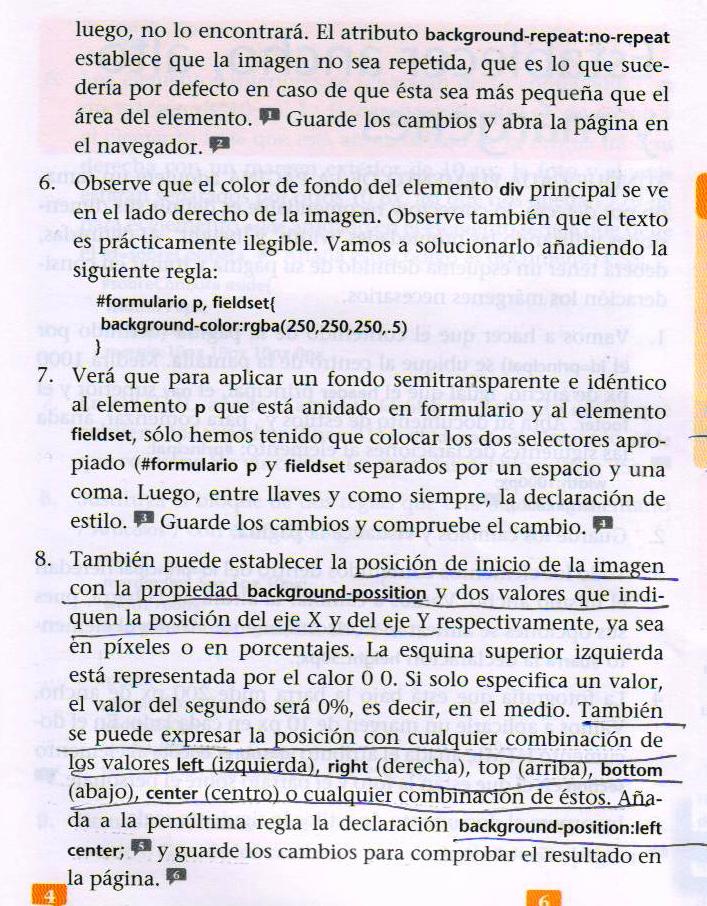 luego, no lo encontrará. El atributo background-repeat:no-repeat
establece que la imagen no sea repetida, que es lo que suce-
dería por defecto en caso de que ésta sea más pequeña que el
área del elemento. 1 Guarde los cambios y abra la página en
el navegador. 2
6. Observe que el color de fondo del elemento div principal se ve
en el lado derecho de la imagen. Observe también que el texto
es prácticamente ilegible. Vamos a solucionarlo añadiendo la
siguiente regla:
#formulario p, fieldset{
background-color:rgba(250,250,250,.5)
}
7. Verá que para aplicar un fondo semitransparente e idéntico
al elemento p que está anidado en formulario y al elemento
fieldset, sólo hemos tenido que colocar los dos selectores apro-
piado (#formulario p y fieldset separados por un espacio y una
coma. Luego, entre llaves y como siempre, la declaración de
estilo. 3 Guarde los cambios y compruebe el cambio. 4
8. También puede establecer la posición de inicio de la imagen
con la propiedad background-possition y dos valores que indi-
quen la posición del eje X y del eje Y respectivamente, ya sea
en píxeles o en porcentajes. La esquina superior izquierda
está representada por el calor 0 0. Si solo especifica un valor,
el valor del segundo será 0%, es decir, en el medio. También
se puede expresar la posición con cualquier combinación de
los valores left (izquierda), right (derecha), top (arriba), bottom
(abajo), center (centro) o cualquier combinación de éstos. Aña-
da a la penúltima regla la declaración background-position:left
center; 5 y guarde los cambios para comprobar el resultado en
la página. 6
4 6